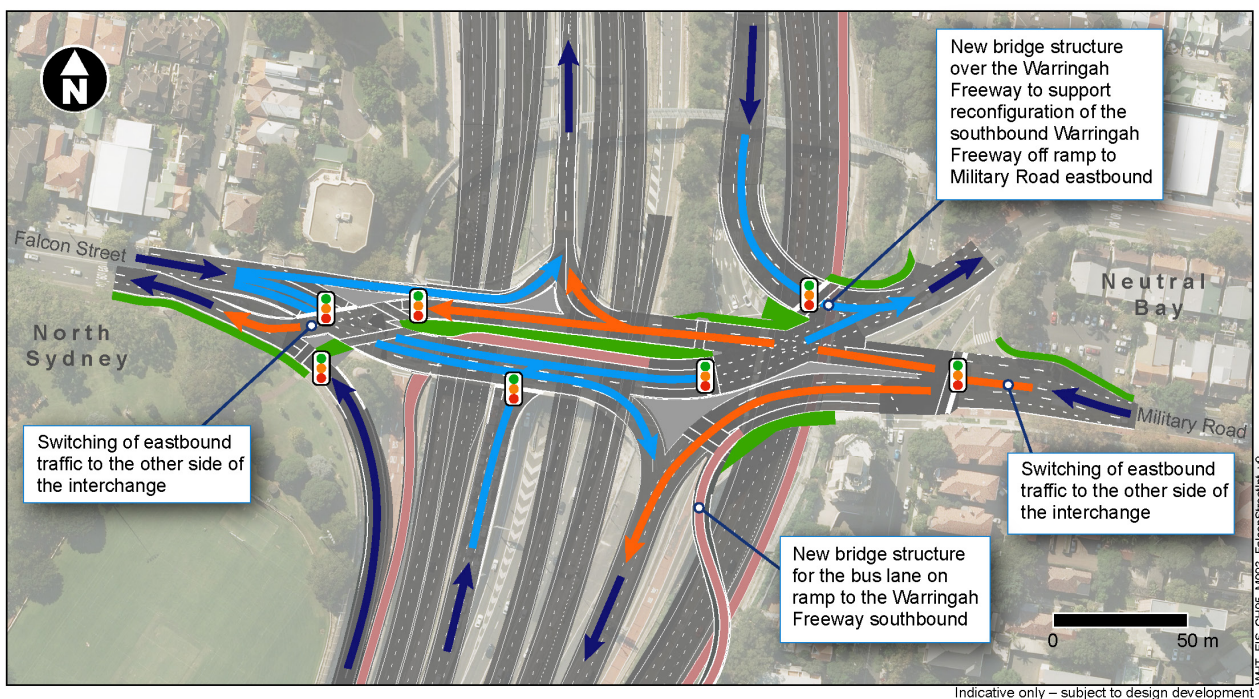 N
New bridge structure
over the Warringah
Freeway to support
reconfiguration of the
southbound Warringah
Freeway off ramp to
Military Road eastbound
Falcon Street
Neutral
Bay
North
Sydney
Military Road
Switching of eastbound
traffic to the other side of
the interchange
Switching of eastbound
traffic to the other side of
the interchange
New bridge structure
for the bus lane on
ramp to the Warringah
Freeway southbound
0 50 m
Indicative only – subject to design development